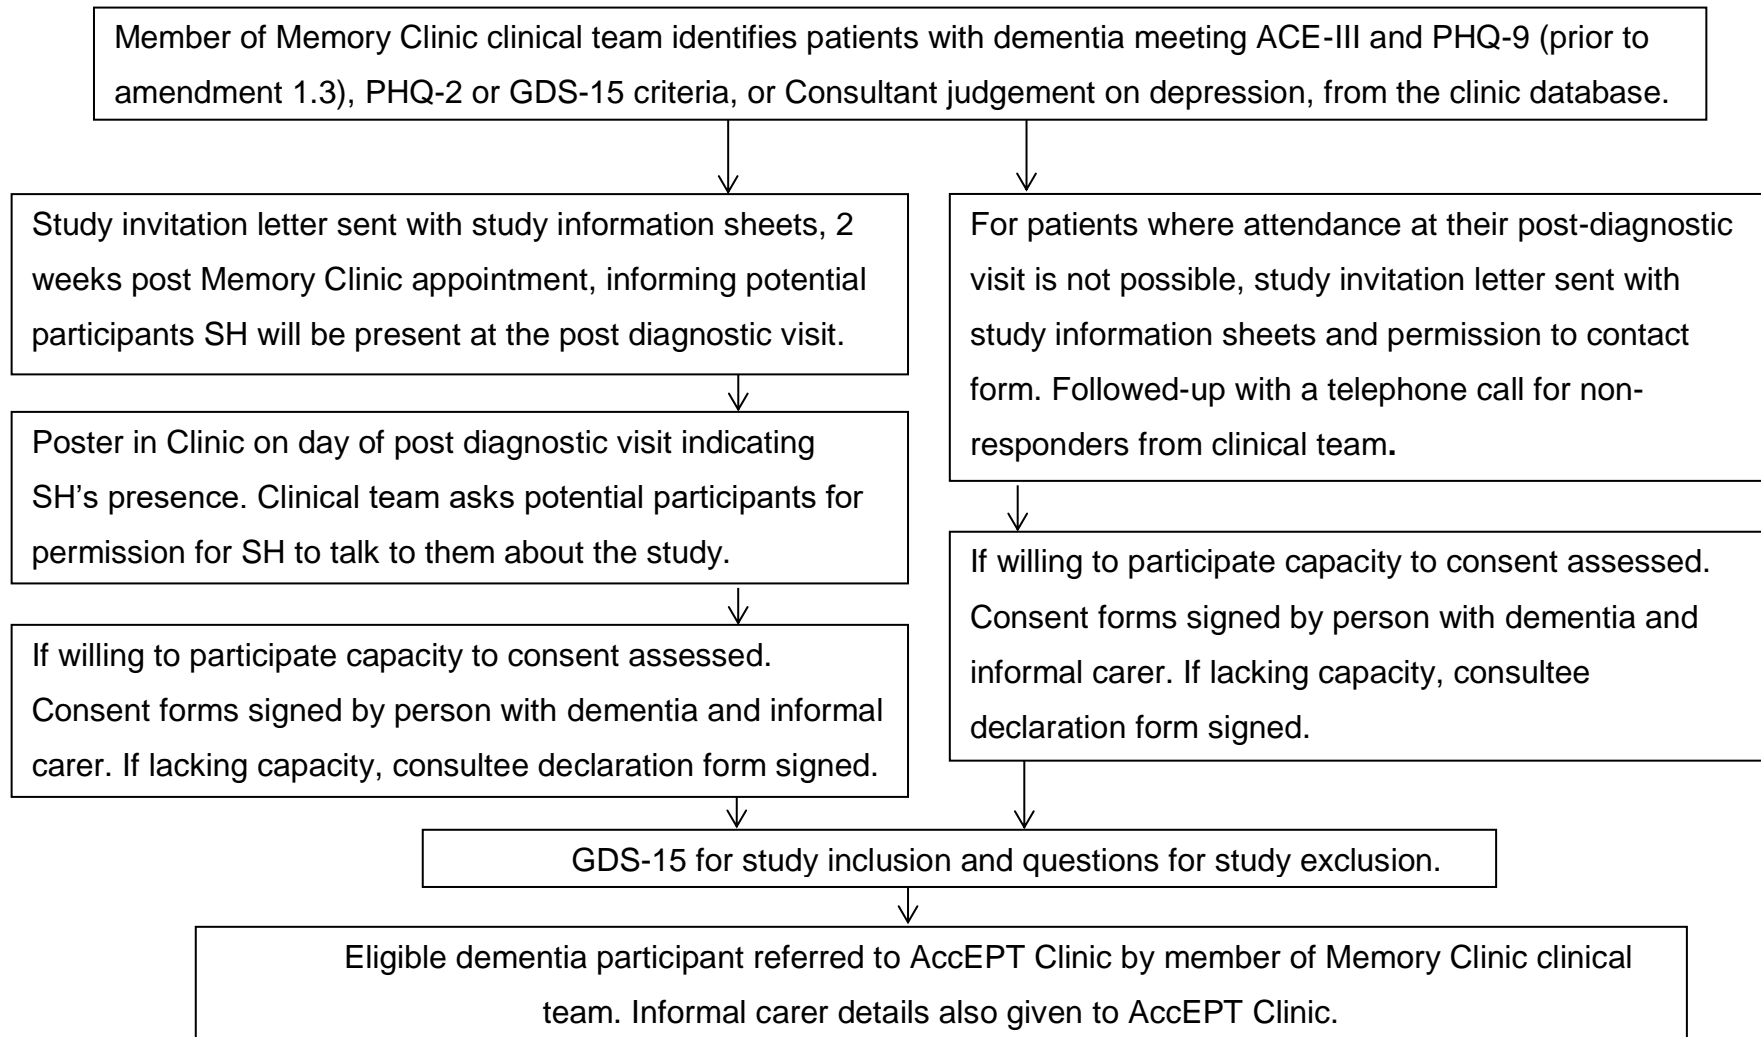 Member of Memory Clinic clinical team identifies patients with dementia meeting ACE-III and PHQ-9 (prior to
amendment 1.3), PHQ-2 or GDS-15 criteria, or Consultant judgement on depression, from the clinic database.
Study invitation letter sent with study information sheets, 2
weeks post Memory Clinic appointment, informing potential
participants SH will be present at the post diagnostic visit.
Poster in Clinic on day of post diagnostic visit indicating
SH’s presence. Clinical team asks potential participants for
permission for SH to talk to them about the study.
If willing to participate capacity to consent assessed.
Consent forms signed by person with dementia and informal
carer. If lacking capacity, consultee declaration form signed.
For patients where attendance at their post-diagnostic
visit is not possible, study invitation letter sent with
study information sheets and permission to contact
form. Followed-up with a telephone call for non-
responders from clinical team.
If willing to participate capacity to consent assessed.
Consent forms signed by person with dementia and
informal carer. If lacking capacity, consultee
declaration form signed.
GDS-15 for study inclusion and questions for study exclusion.
Eligible dementia participant referred to AccEPT Clinic by member of Memory Clinic clinical
team. Informal carer details also given to AccEPT Clinic.